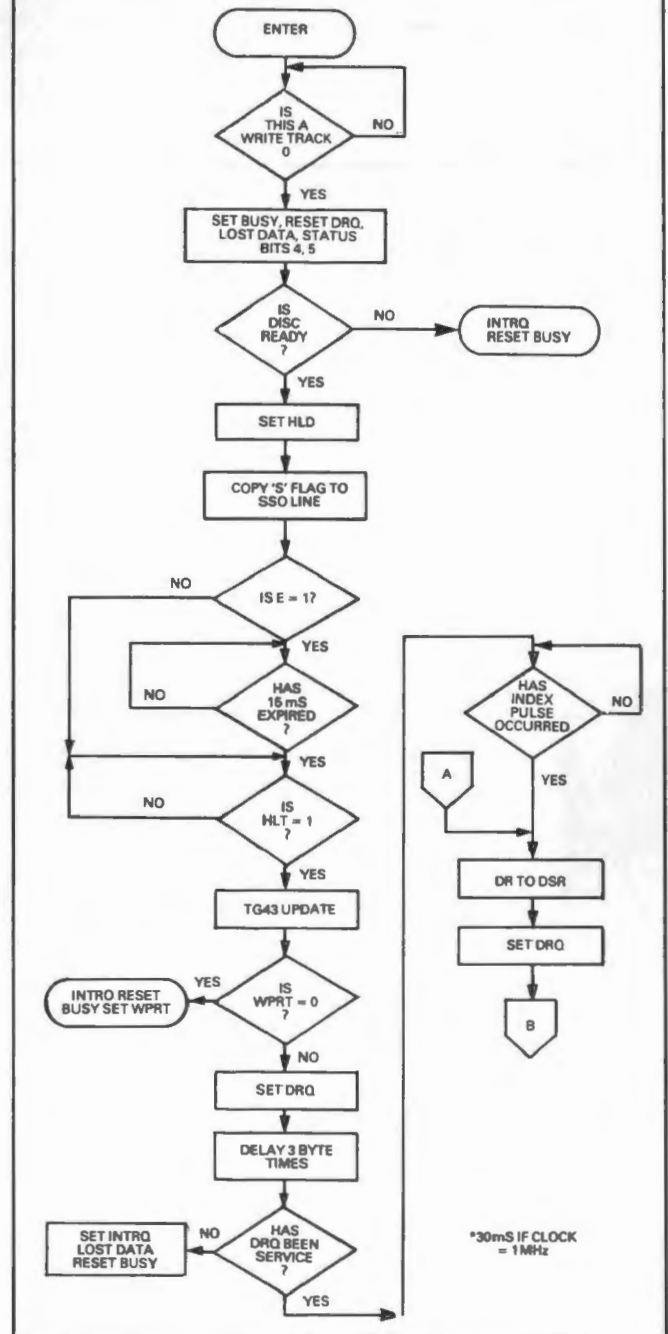 ENTER
IS
THIS A
WRITE TRACK
0
NO
YES
SET BUSY, RESET DRQ,
LOST DATA, STATUS
BITS 4, 5
IS
DISC
READY
?
NO
INTRQ
RESET BUSY
YES
SET HLD
COPY 'S' FLAG TO
SSO LINE
IS E = 1?
NO
YES
HAS
15 mS
EXPIRED
?
NO
YES
IS
HLT = 1
?
NO
YES
TG43 UPDATE
IS
WPRT = 0
?
YES
INTRO RESET
BUSY SET WPRT
NO
SET DRQ
DELAY 3 BYTE
TIMES
HAS
DRQ BEEN
SERVICE
?
NO
SET INTRQ
LOST DATA
RESET BUSY
YES
HAS
INDEX
PULSE
OCCURRED
NO
YES
A
DR TO DSR
SET DRQ
B
*30mS IF CLOCK
= 1MHz